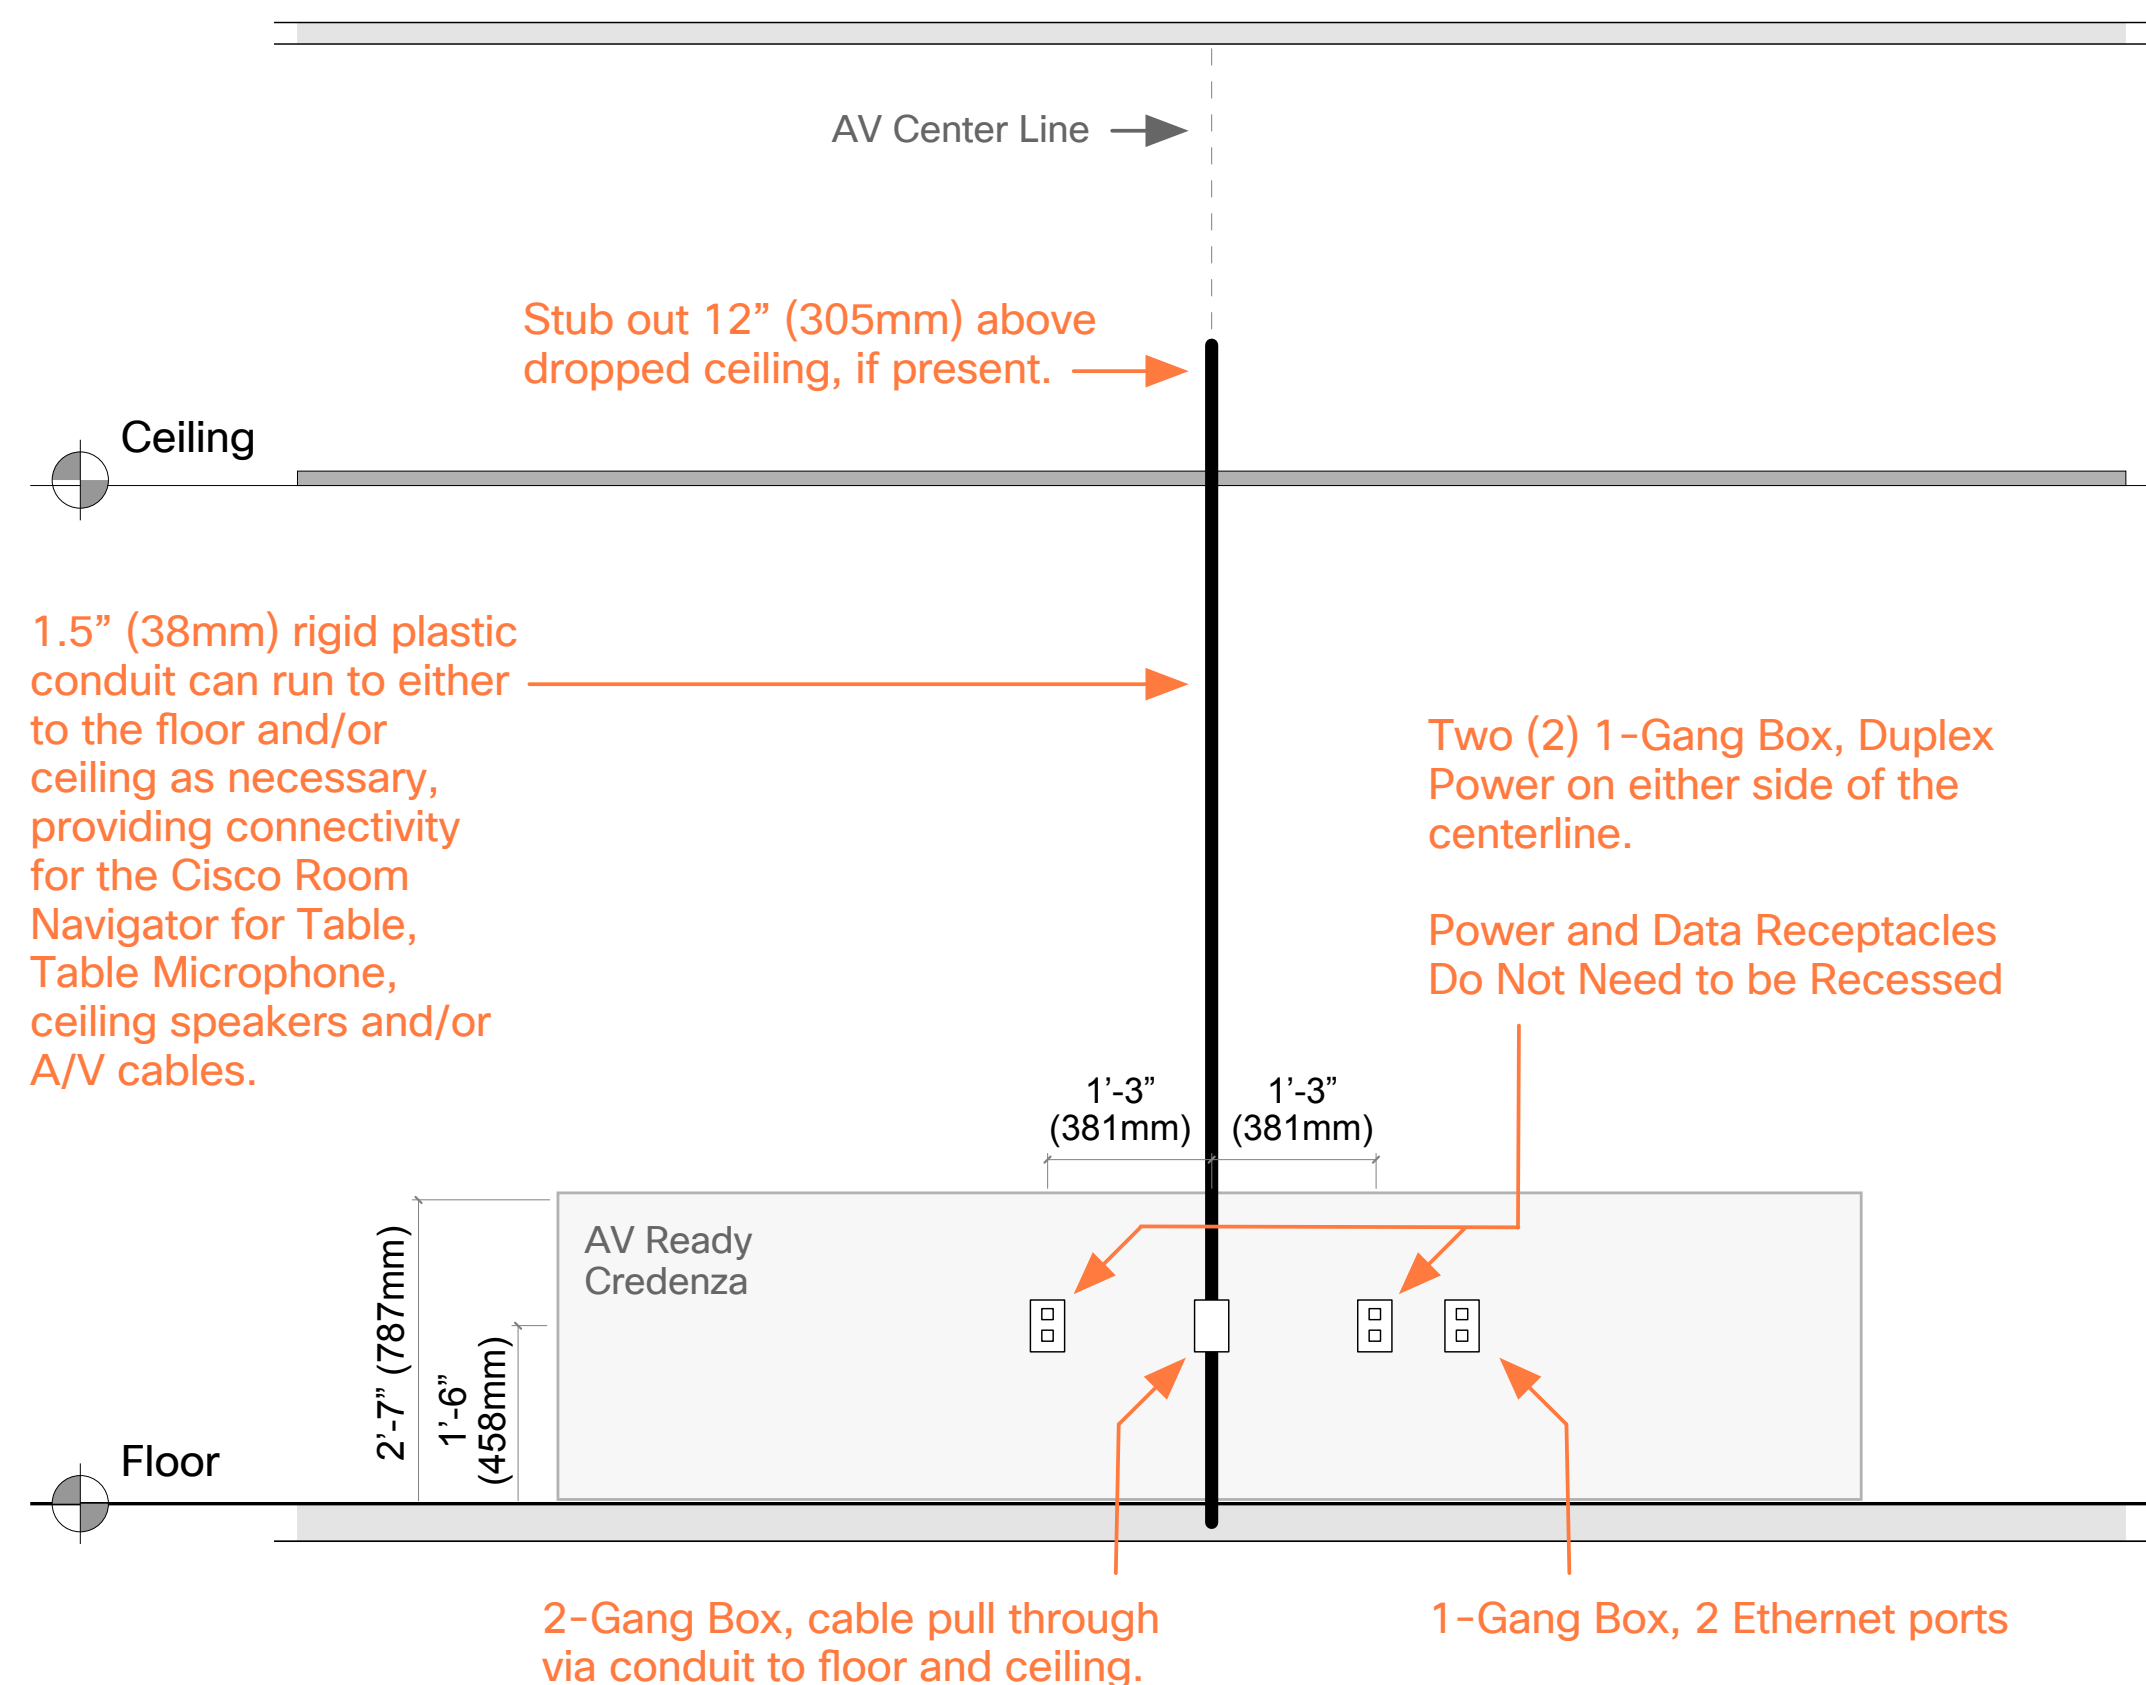 AV Center Line
Stub out 12” (305mm) above
dropped ceiling, if present.
Ceiling
1.5” (38mm) rigid plastic
conduit can run to either
to the floor and/or
ceiling as necessary,
providing connectivity
for the Cisco Room
Navigator for Table,
Table Microphone,
ceiling speakers and/or
A/V cables.
Two (2) 1-Gang Box, Duplex
Power on either side of the
centerline.
Power and Data Receptacles
Do Not Need to be Recessed
1’-3”
(381mm)
1’-3”
(381mm)
AV Ready
Credenza
2’-7” (787mm)
1’-6”
(458mm)
Floor
2-Gang Box, cable pull through
via conduit to floor and ceiling.
1-Gang Box, 2 Ethernet ports